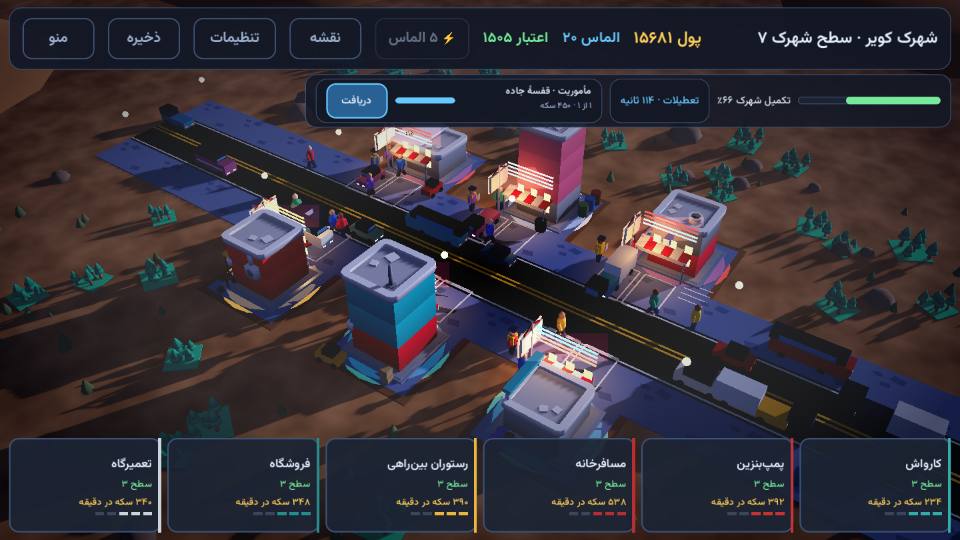 شهرک کویر · سطح شهرک ۷
پول ۱۵۶۸۱
الماس ۲۰
اعتبار ۱۵۰۵
⚡ ۵ الماس
نقشه
تنظیمات
ذخیره
منو
تکمیل شهرک ۶۶٪
تعطیلات · ۱۱۴ ثانیه
مأموریت · قفسهٔ جاده
۱ از ۱ · ۴۵۰ سکه
دریافت
کارواش
سطح ۳
۲۳۴ سکه در دقیقه
پمپ‌بنزین
سطح ۳
۳۹۲ سکه در دقیقه
مسافرخانه
سطح ۳
۵۳۸ سکه در دقیقه
رستوران بین‌راهی
سطح ۳
۳۹۰ سکه در دقیقه
فروشگاه
سطح ۳
۳۴۸ سکه در دقیقه
تعمیرگاه
سطح ۳
۳۴۰ سکه در دقیقه